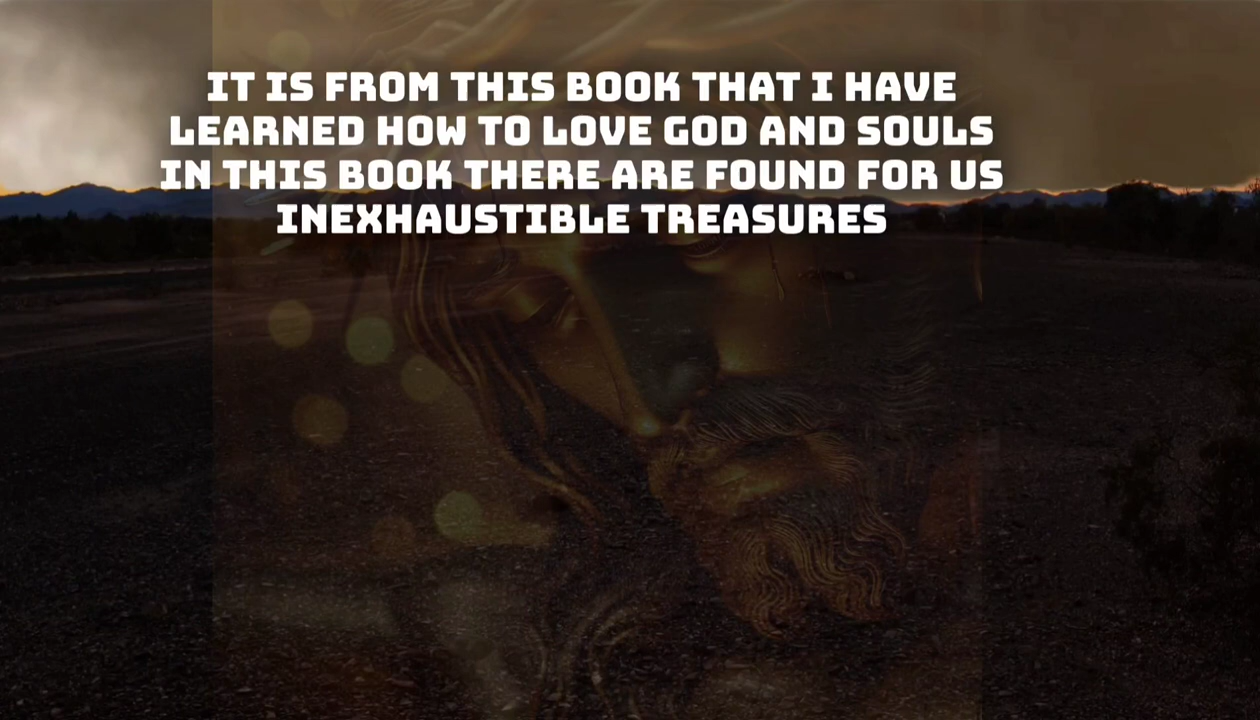 IT IS FROM THIS BOOK THAT I HAVE
LEARNED HOW TO LOVE GOD AND SOULS
IN THIS BOOK THERE ARE FOUND FOR US
INEXHAUSTIBLE TREASURES